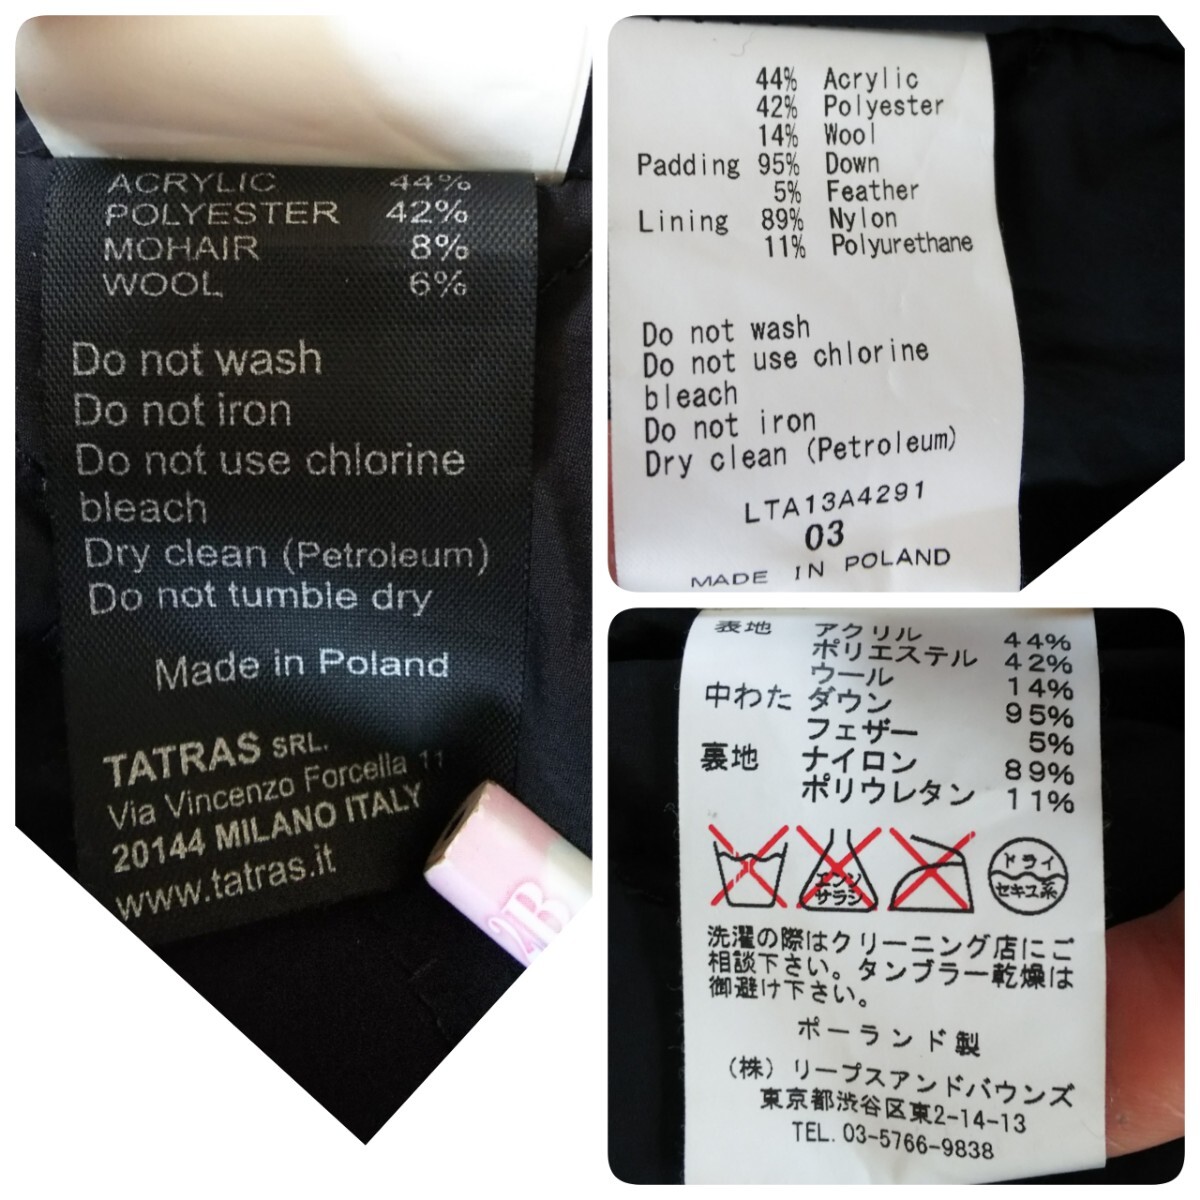 ACRYLIC 44%
POLYESTER 42%
MOHAIR 8%
WOOL 6%
Do not wash
Do not iron
Do not use chlorine
bleach
Dry clean (Petroleum)
Do not tumble dry
Made in Poland
TATRAS SRL.
Via Vincenzo Forcella 11
20144 MILANO ITALY
www.tatras.it
44% Acrylic
42% Polyester
14% Wool
Padding 95% Down
5% Feather
Lining 89% Nylon
11% Polyurethane
Do not wash
Do not use chlorine
bleach
Do not iron
Dry clean (Petroleum)
LTA13A4291
03
MADE IN POLAND
表地 アクリル 44%
ポリエステル 42%
ウール 14%
中わた ダウン 95%
フェザー 5%
裏地 ナイロン 89%
ポリウレタン 11%
エンソ
サラシ
ドライ
セキユ系
洗濯の際はクリーニング店にご
相談下さい。タンブラー乾燥は
御避け下さい。
ポーランド製
(株)リープスアンドバウンズ
東京都渋谷区東2-14-13
TEL. 03-5766-9838